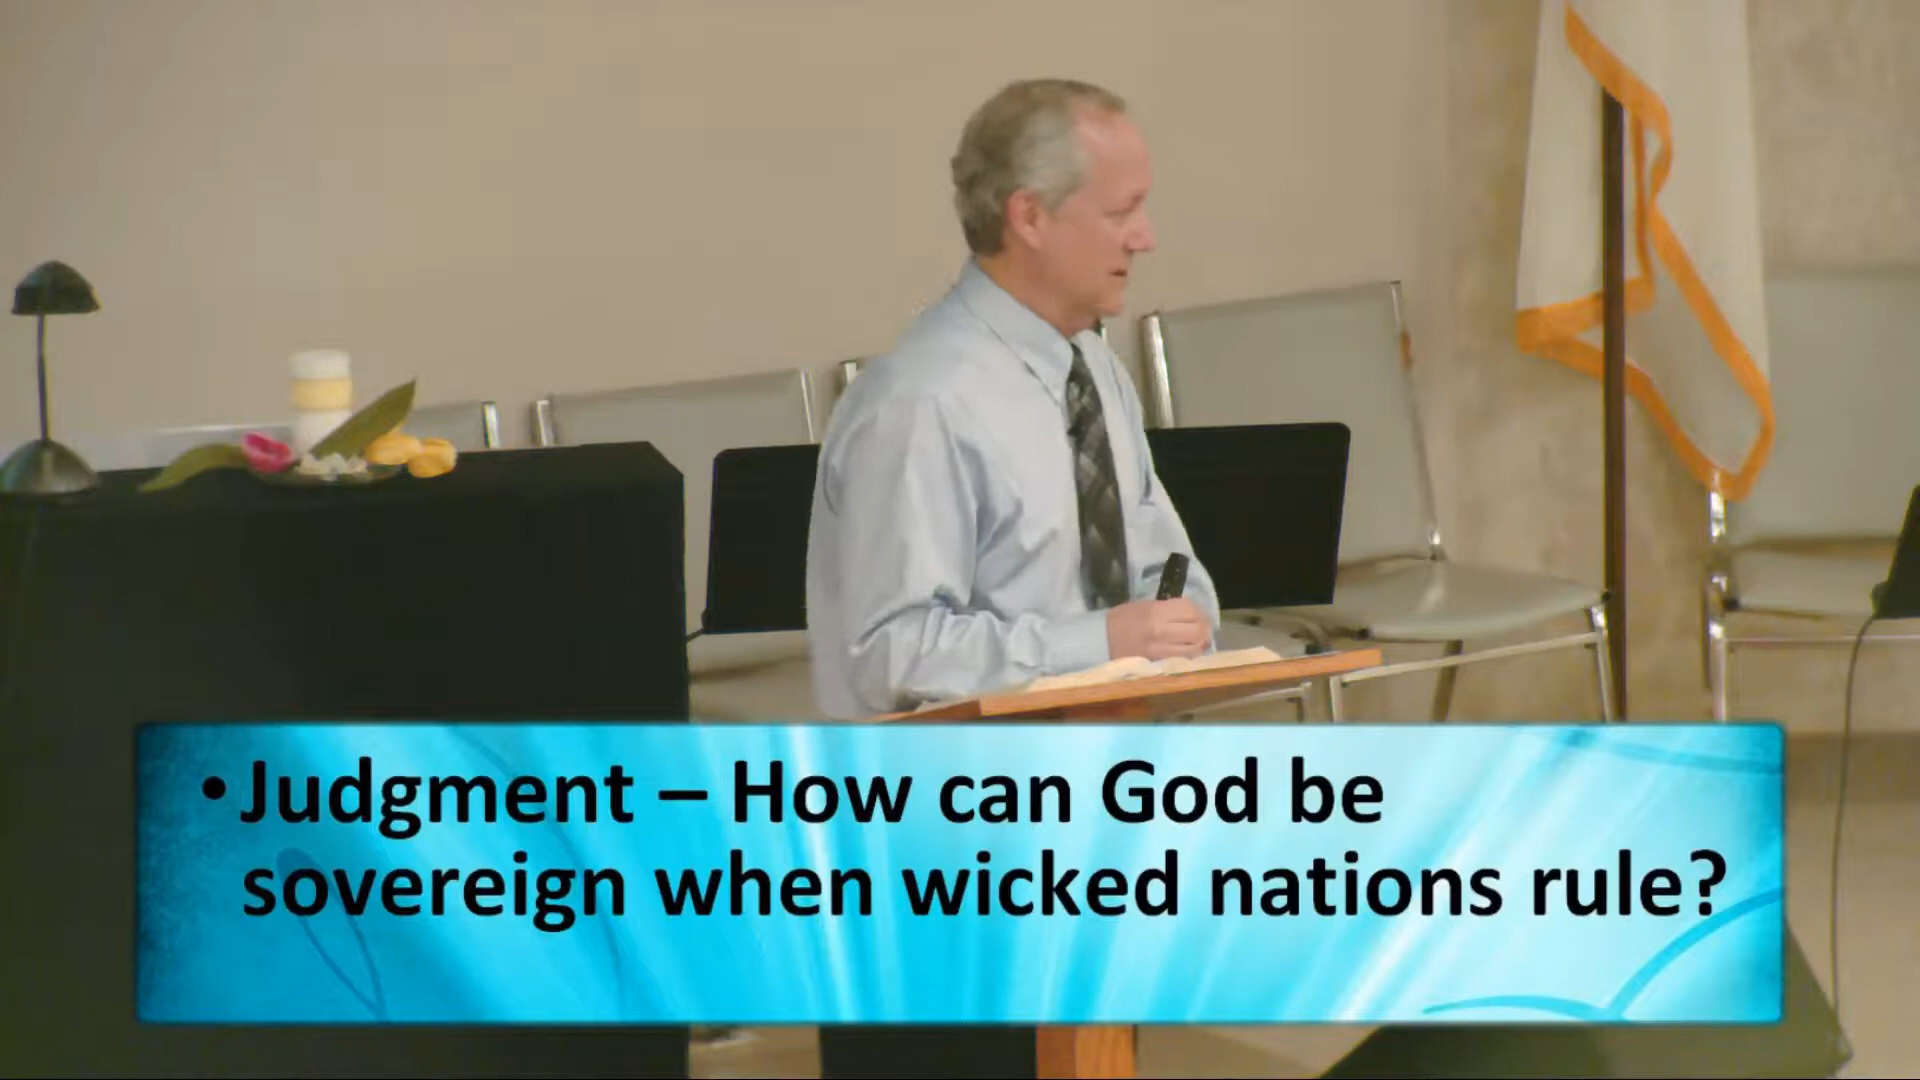 • Judgment – How can God be
sovereign when wicked nations rule?